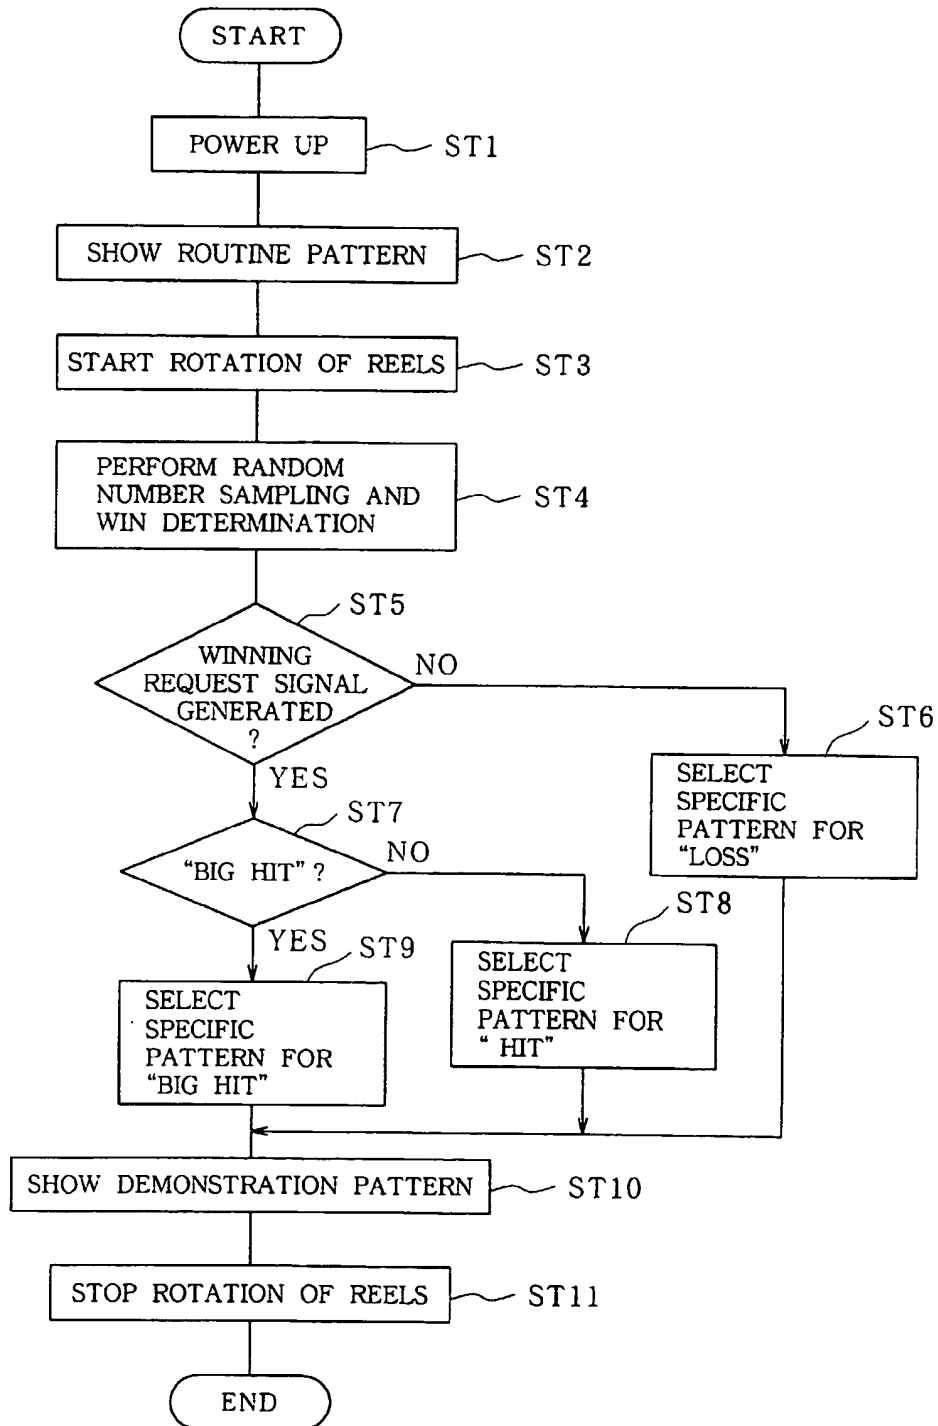 START
POWER UP
ST1
SHOW ROUTINE PATTERN
ST2
START ROTATION OF REELS
ST3
PERFORM RANDOM
NUMBER SAMPLING AND
WIN DETERMINATION
ST4
ST5
WINNING
REQUEST SIGNAL
GENERATED
?
NO
YES
ST6
SELECT
SPECIFIC
PATTERN FOR
“LOSS”
ST7
“BIG HIT” ?
NO
YES
ST8
SELECT
SPECIFIC
PATTERN FOR
“ HIT”
ST9
SELECT
SPECIFIC
PATTERN FOR
“BIG HIT”
SHOW DEMONSTRATION PATTERN
ST10
STOP ROTATION OF REELS
ST11
END